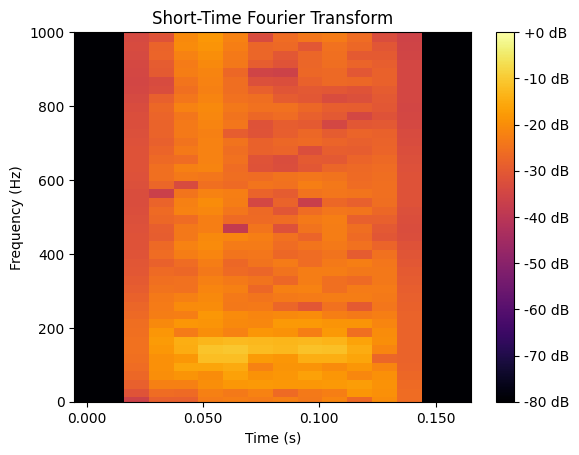 Short-Time Fourier Transform
1000
800
600
400
200
0
Frequency (Hz)
0.000
0.050
0.100
0.150
Time (s)
+0 dB
-10 dB
-20 dB
-30 dB
-40 dB
-50 dB
-60 dB
-70 dB
-80 dB